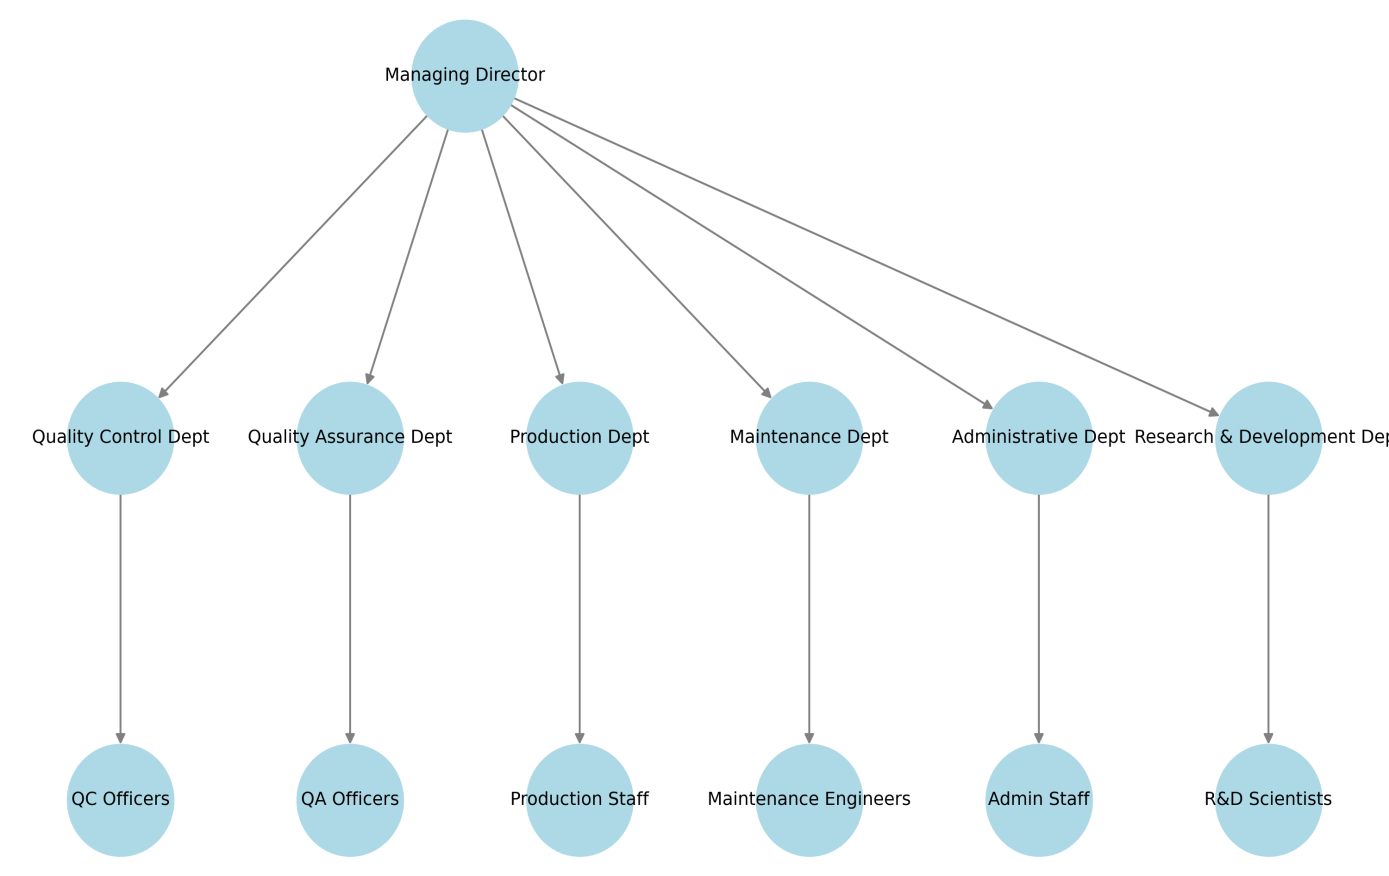 Managing Director
Quality Control Dept
Quality Assurance Dept
Production Dept
Maintenance Dept
Administrative Dept
Research & Development Dep
QC Officers
QA Officers
Production Staff
Maintenance Engineers
Admin Staff
R&D Scientists